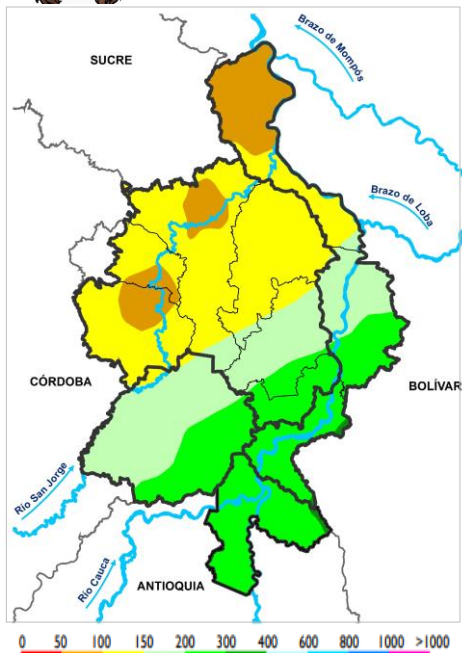 SUCRE
Brazo de Mompós
Brazo de Loba
CÓRDOBA
BOLÍVAR
Río San Jorge
Río Cauca
ANTIOQUIA
0 50 100 150 200 300 400 600 800 1000 >1000